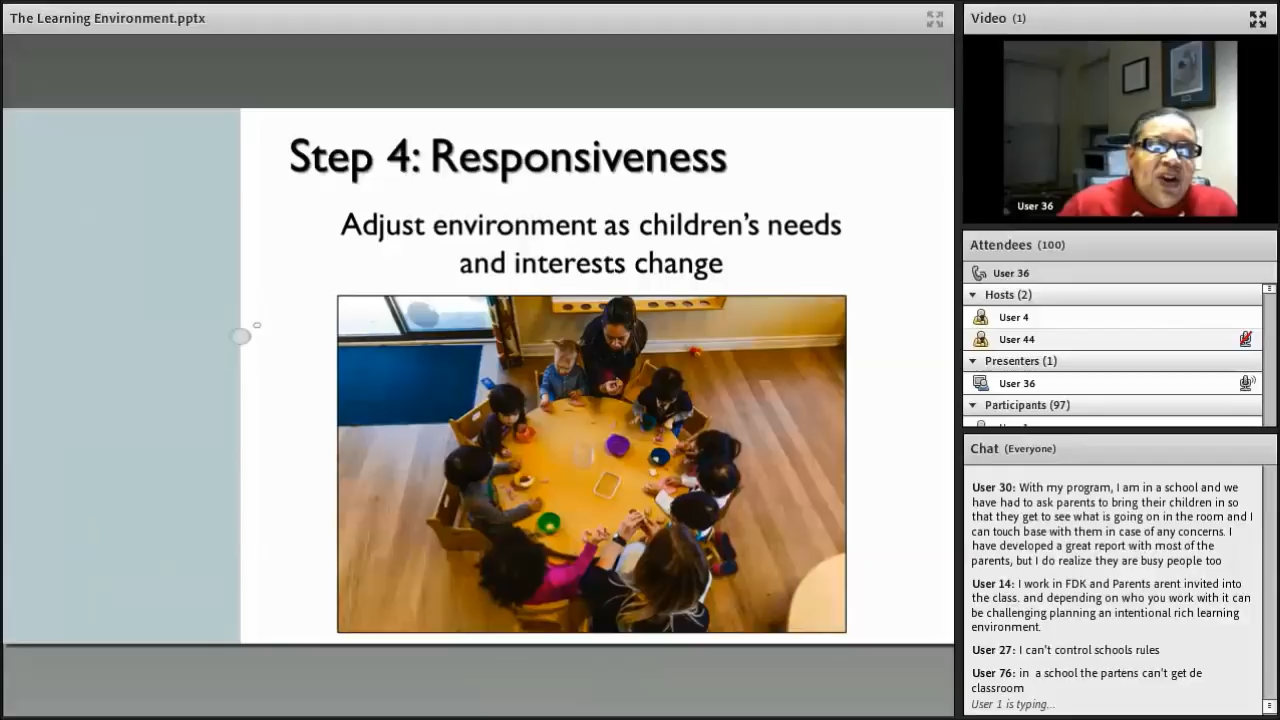 The Learning Environment.pptx
Step 4: Responsiveness
Adjust environment as children's needs
and interests change
Video (1)
User 36
Attendees (100)
User 36
Hosts (2)
User 4
User 44
Presenters (1)
User 36
Participants (97)
Chat (Everyone)
User 30: With my program, I am in a school and we
have had to ask parents to bring their children in so
that they get to see what is going on in the room and I
can touch base with them in case of any concerns. I
have developed a great report with most of the
parents, but I do realize they are busy people too
User 14: I work in FDK and Parents arent invited into
the class. and depending on who you work with it can
be challenging planning an intentional rich learning
environment.
User 27: I can't control schools rules
User 76: in a school the partens can't get de
classroom
User 1 is typing...